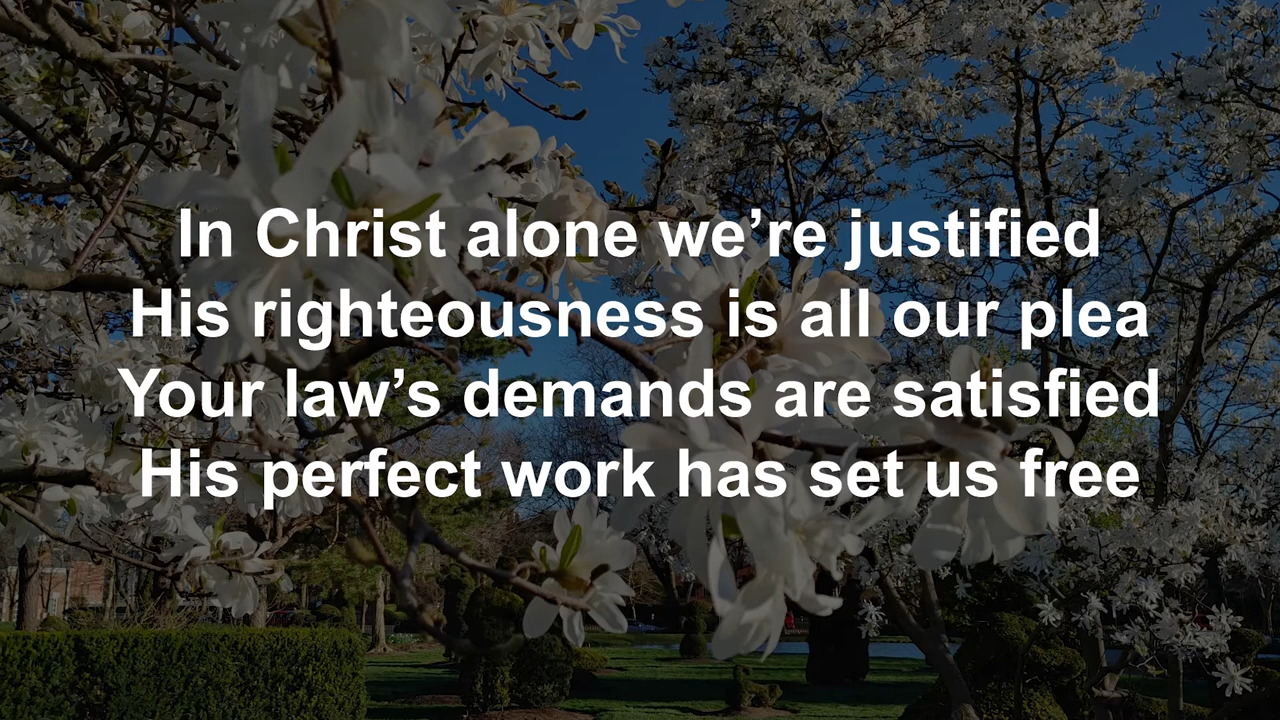 In Christ alone we’re justified
His righteousness is all our plea
Your law’s demands are satisfied
His perfect work has set us free